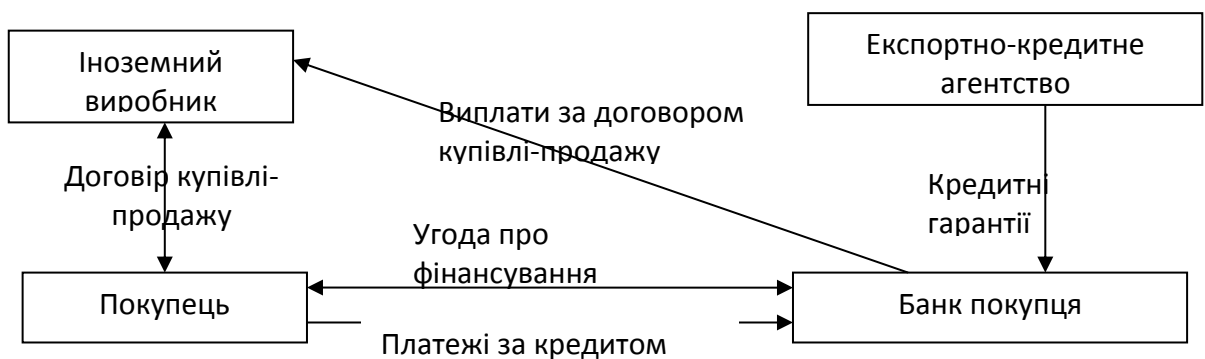 Іноземний
виробник
Експортно-кредитне
агентство
Виплати за договором
купівлі-продажу
Договір купівлі-
продажу
Кредитні
гарантії
Угода про
фінансування
Покупець
Банк покупця
Платежі за кредитом